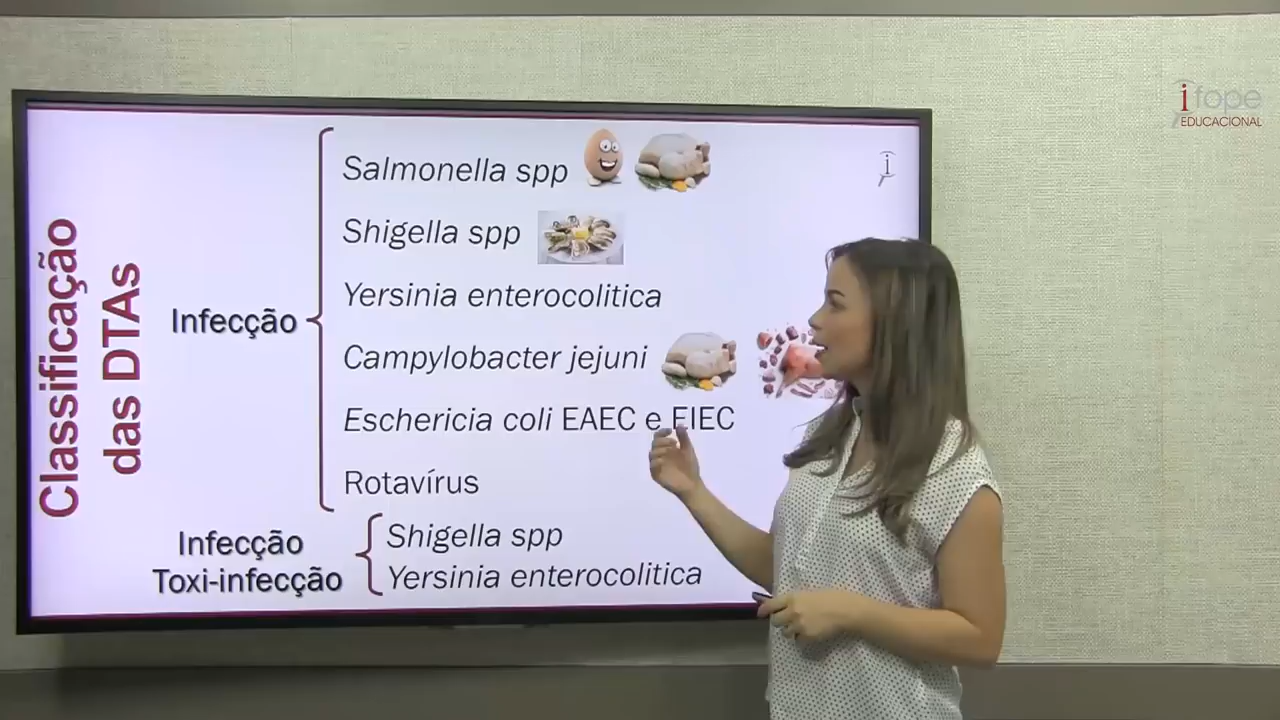 Classificação
das DTAs
Infecção
Salmonella spp
Shigella spp
Yersinia enterocolitica
Campylobacter jejuni
Eschericia coli EAEC e EIEC
Rotavírus
Infecção
Toxi-infecção
Shigella spp
Yersinia enterocolitica
i
ifope
EDUCACIONAL